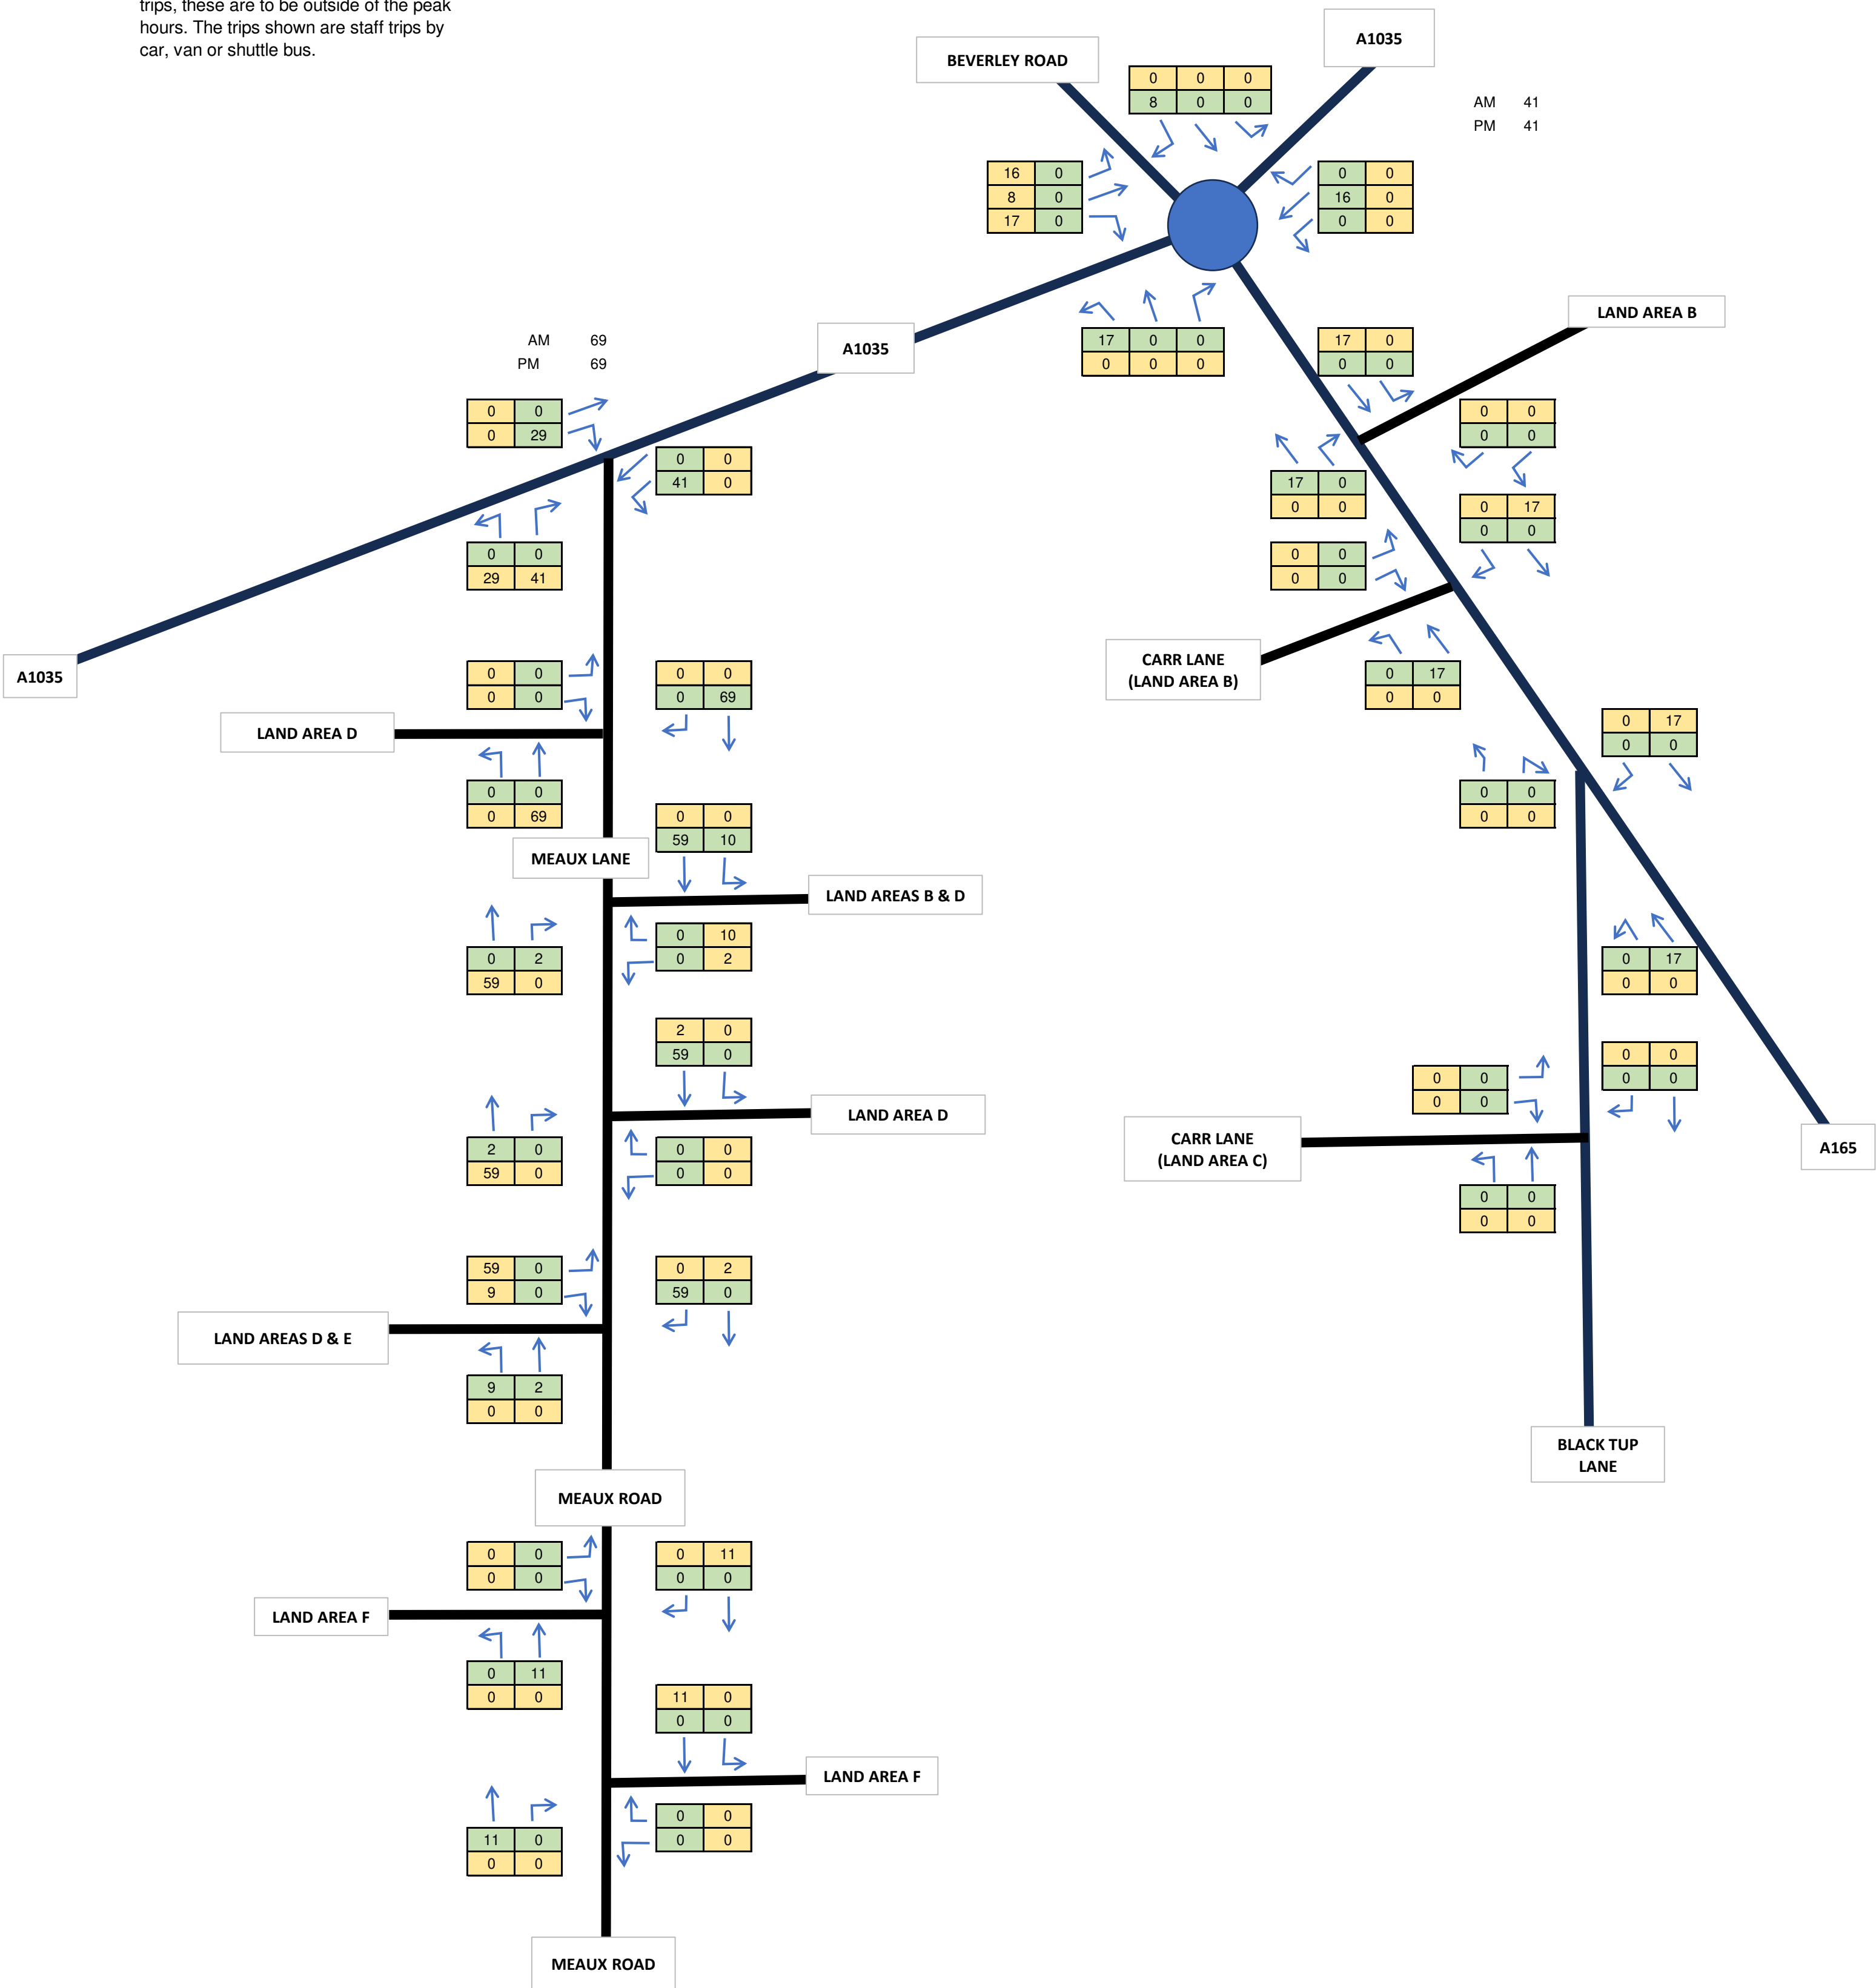 trips, these are to be outside of the peak
hours. The trips shown are staff trips by
car, van or shuttle bus.
A1035
BEVERLEY ROAD
0 0 0
8 0 0
AM 41
PM 41
16 0
8 0
17 0
0 0
16 0
0 0
LAND AREA B
17 0 0
0 0 0
17 0
0 0
A1035
AM 69
PM 69
0 0
0 29
0 0
0 0
0 0
41 0
17 0
0 0
0 17
0 0
0 0
29 41
0 0
0 0
CARR LANE
(LAND AREA B)
A1035
0 0
0 0
0 0
0 69
0 17
0 0
LAND AREA D
0 17
0 0
0 0
0 69
0 0
0 0
0 0
59 10
MEAUX LANE
LAND AREAS B & D
0 10
0 2
0 2
59 0
0 17
0 0
2 0
59 0
0 0
0 0
0 0
0 0
LAND AREA D
CARR LANE
(LAND AREA C)
A165
2 0
59 0
0 0
0 0
0 0
0 0
59 0
9 0
0 2
59 0
LAND AREAS D & E
9 2
0 0
BLACK TUP
LANE
MEAUX ROAD
0 0
0 0
0 11
0 0
LAND AREA F
0 11
0 0
11 0
0 0
LAND AREA F
0 0
0 0
11 0
0 0
MEAUX ROAD